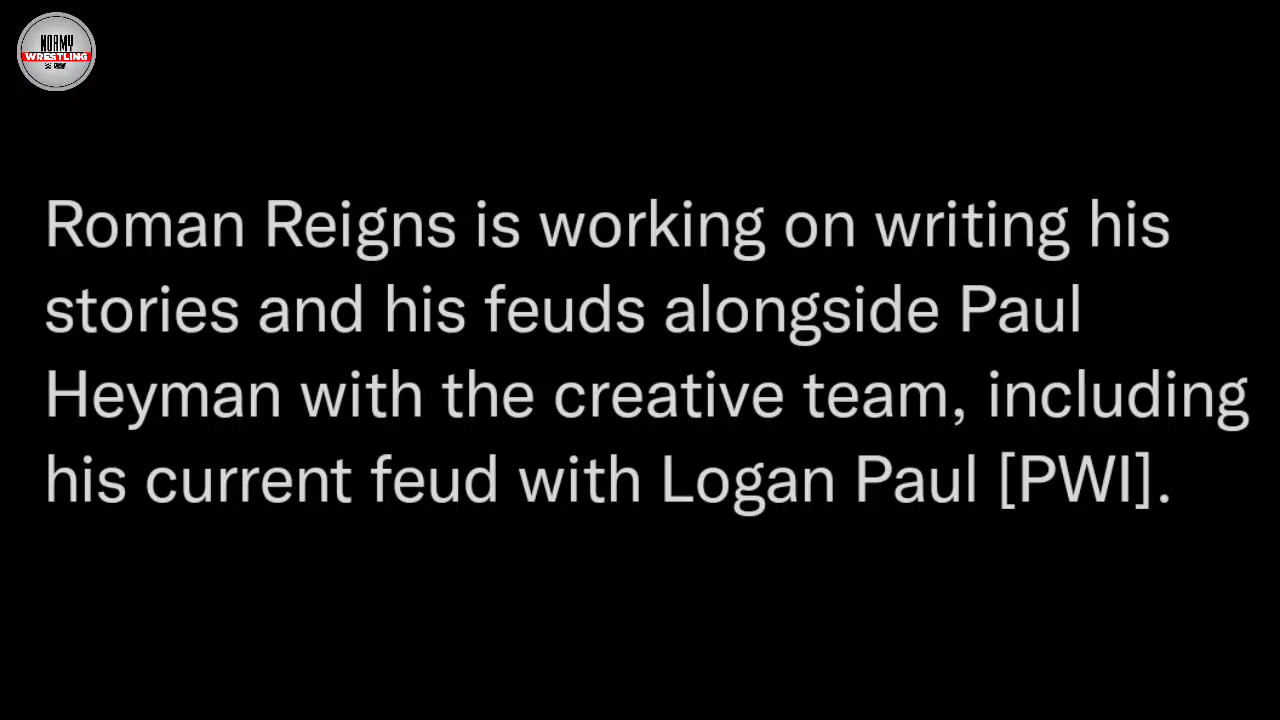 NORMY
WRESTLING
Roman Reigns is working on writing his
stories and his feuds alongside Paul
Heyman with the creative team, including
his current feud with Logan Paul [PWI].